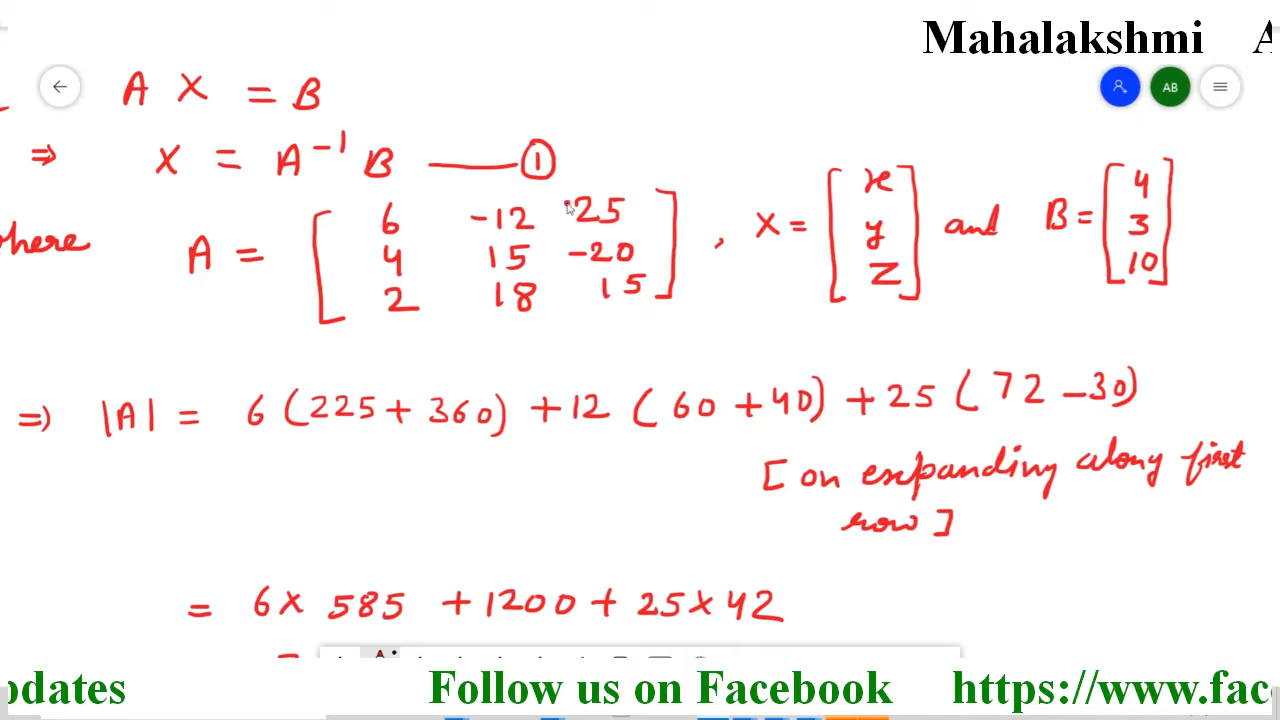 Mahalakshmi A
A X = B
AB
⇒ X = A⁻¹ B —— ①
where A = [ 6 -12 25 ; 4 15 -20 ; 2 18 15 ] , X = [ x ; y ; z ] and B = [ 4 ; 3 ; 10 ]
⇒ |A| = 6 (225 + 360) + 12 (60 + 40) + 25 (72 - 30)
[ on expanding along first
row ]
= 6 × 585 + 1200 + 25 × 42
pdates Follow us on Facebook https://www.fac